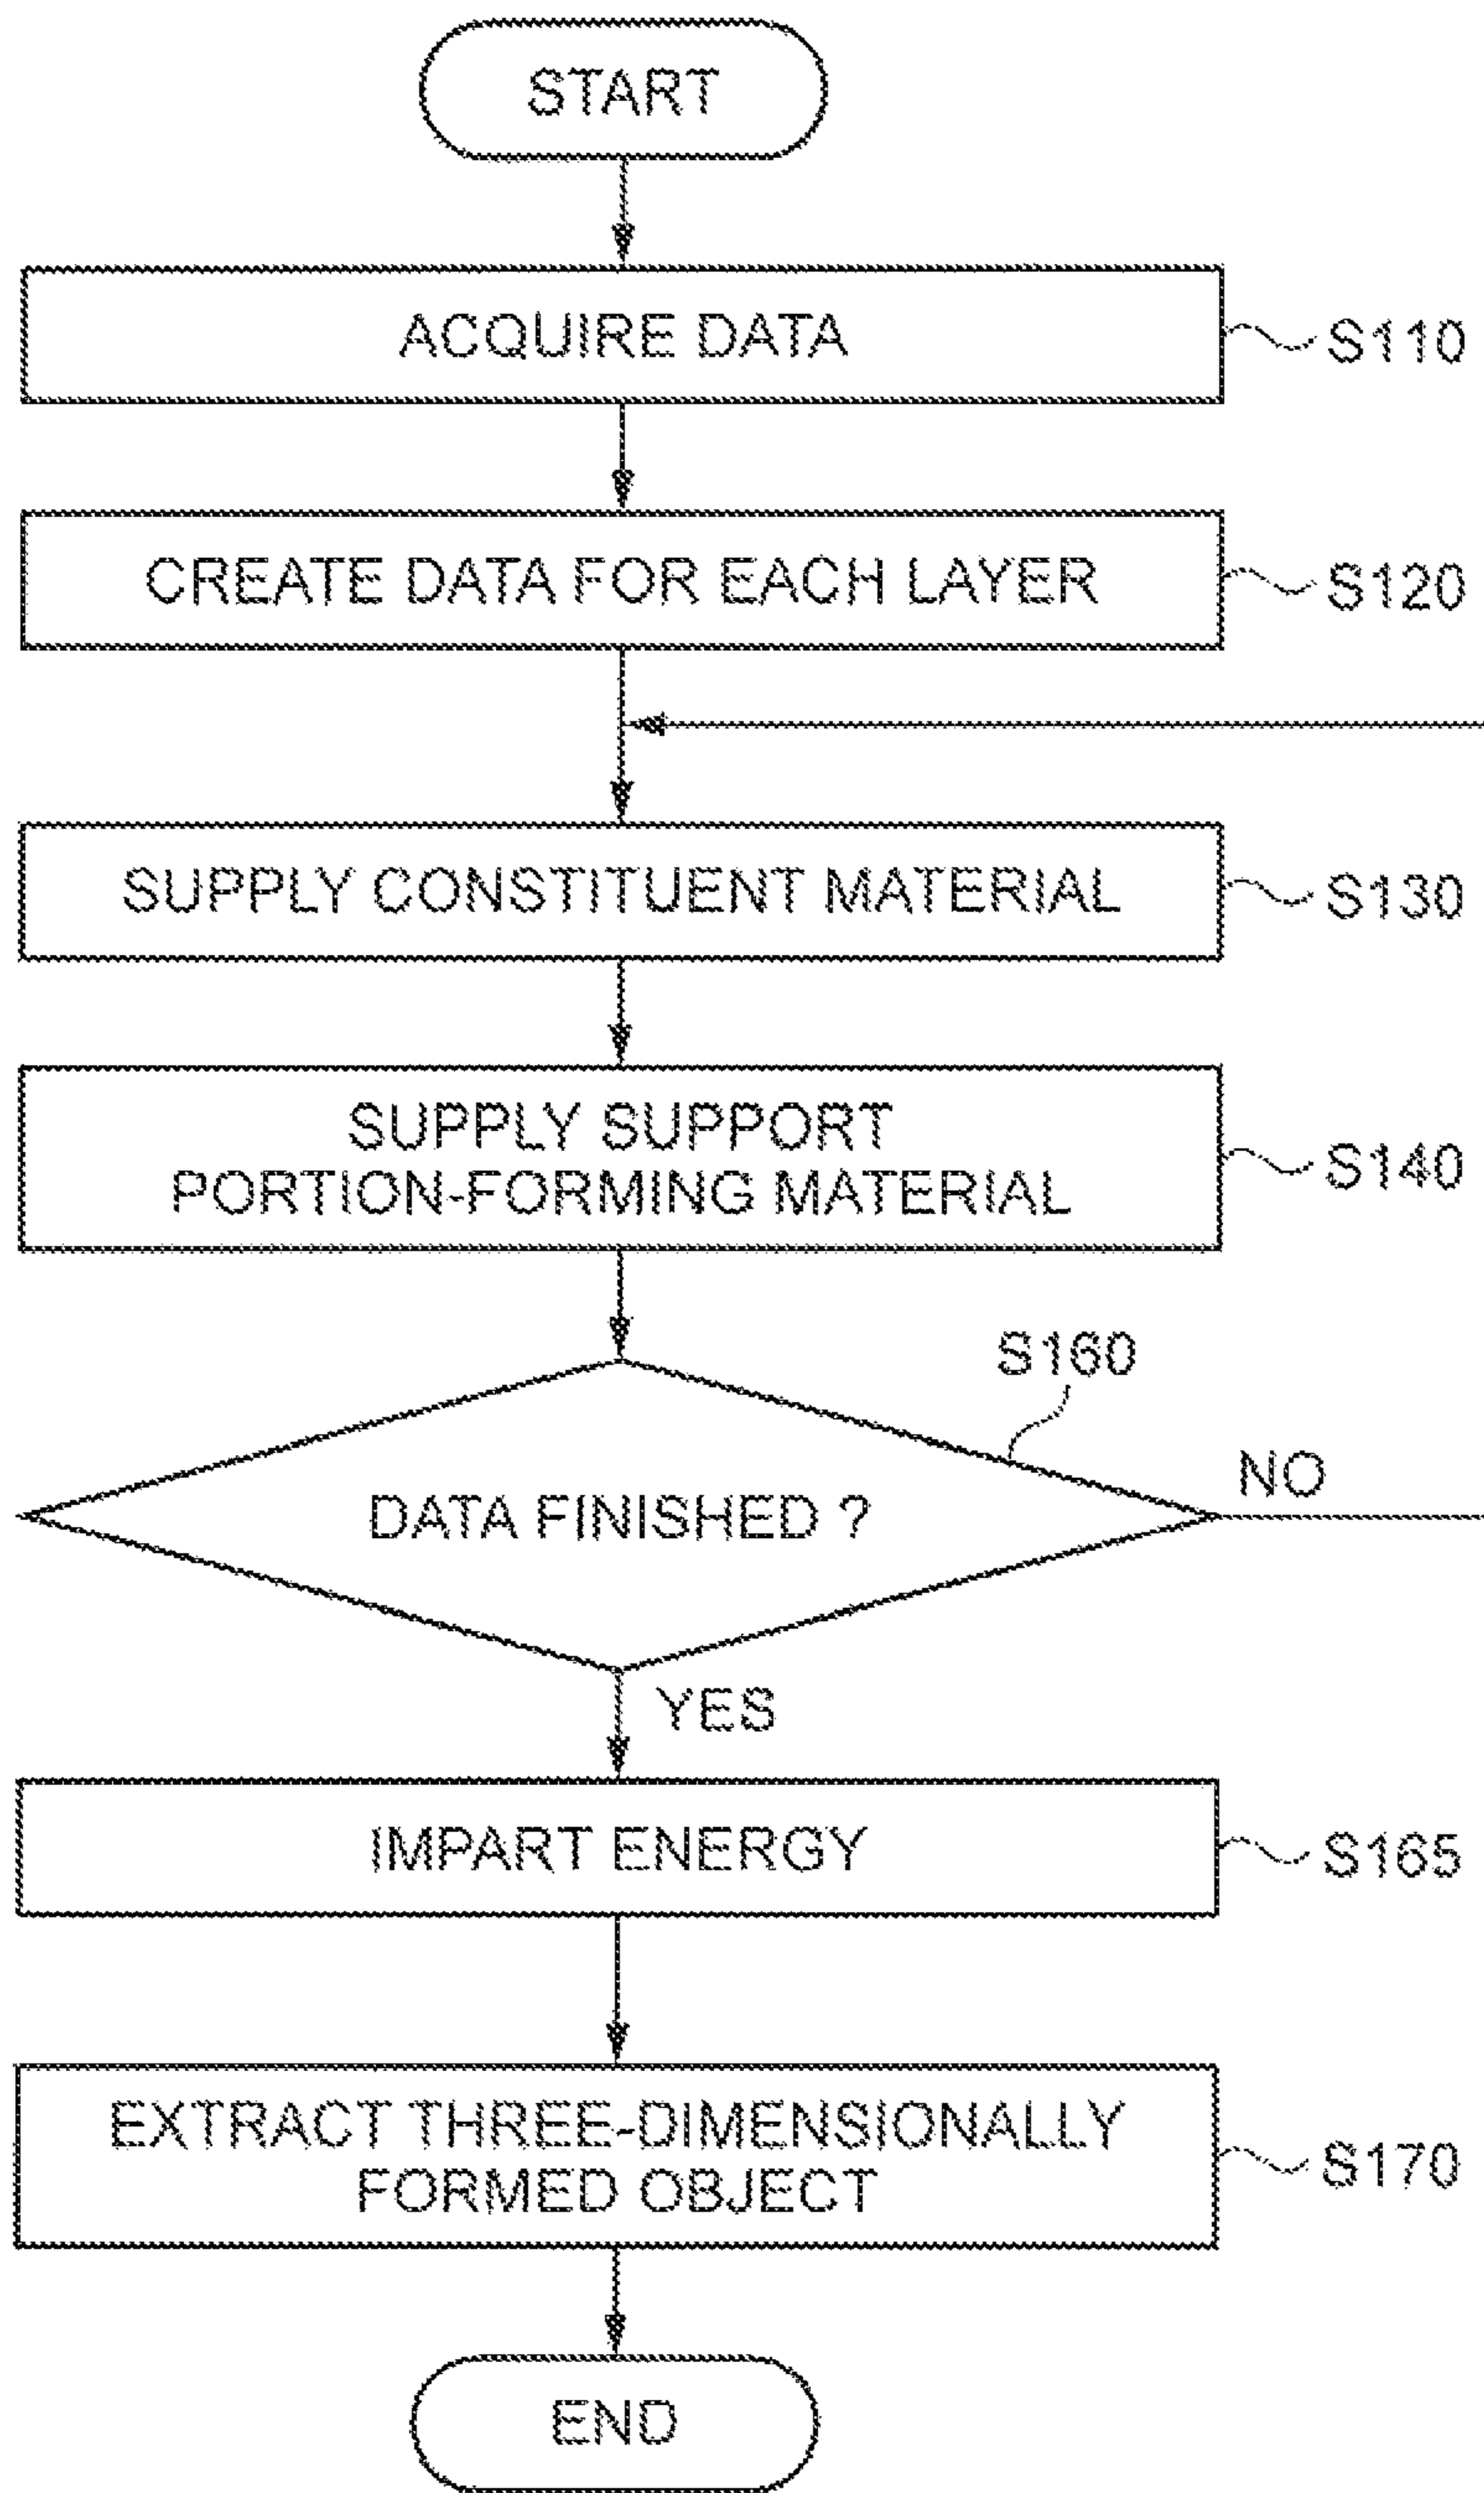 START
ACQUIRE DATA
S110
CREATE DATA FOR EACH LAYER
S120
SUPPLY CONSTITUENT MATERIAL
S130
SUPPLY SUPPORT
PORTION-FORMING MATERIAL
S140
S160
DATA FINISHED ?
NO
YES
IMPART ENERGY
S165
EXTRACT THREE-DIMENSIONALLY
FORMED OBJECT
S170
END